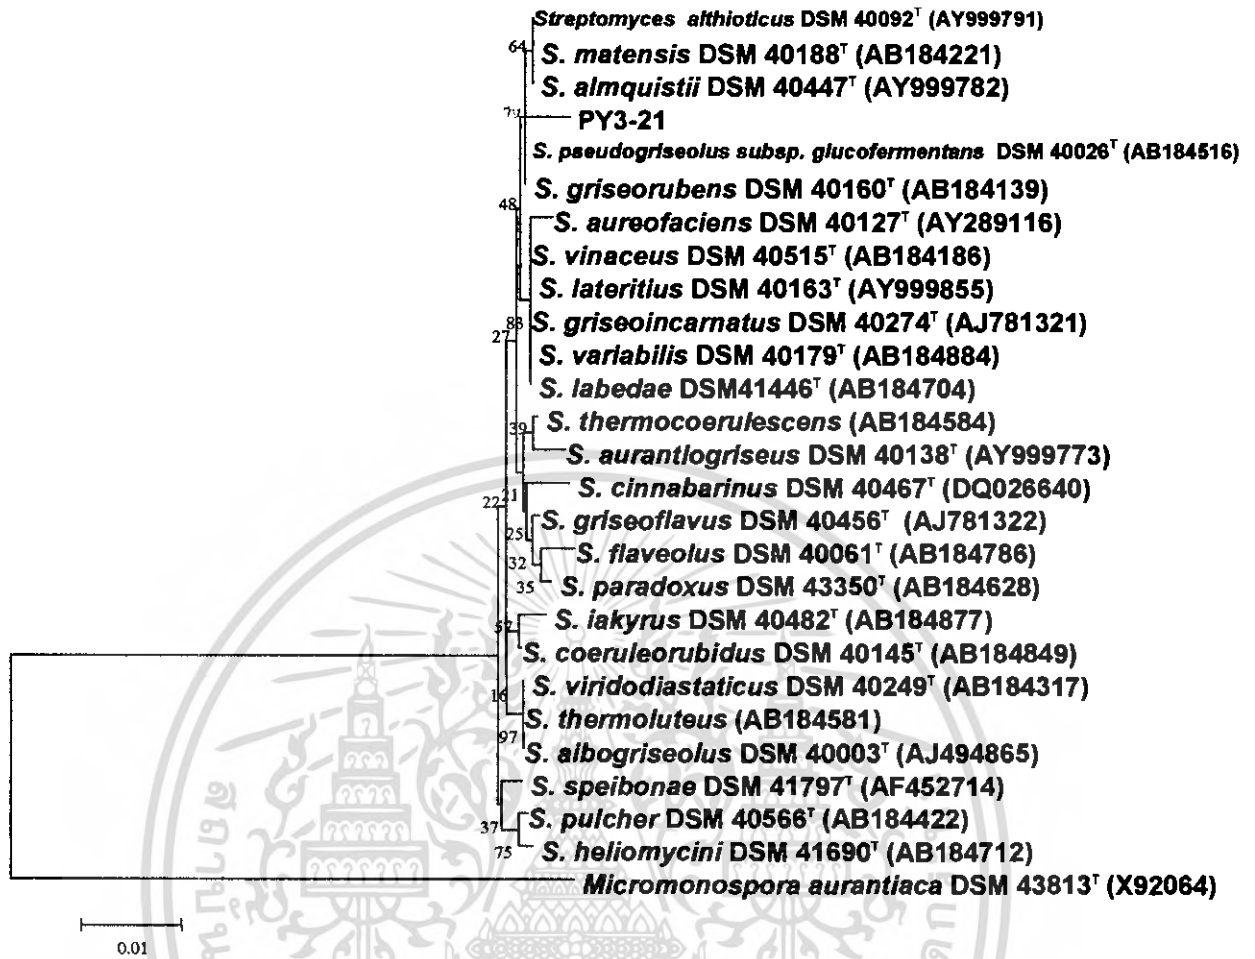 Streptomyces althioticus DSM 40092ᵀ (AY999791)
64
S. matensis DSM 40188ᵀ (AB184221)
S. almquistii DSM 40447ᵀ (AY999782)
PY3-21
S. pseudogriseolus subsp. glucofermentans DSM 40026ᵀ (AB184516)
S. griseorubens DSM 40160ᵀ (AB184139)
48
S. aureofaciens DSM 40127ᵀ (AY289116)
S. vinaceus DSM 40515ᵀ (AB184186)
S. lateritius DSM 40163ᵀ (AY999855)
S. griseoincarnatus DSM 40274ᵀ (AJ781321)
27
S. variabilis DSM 40179ᵀ (AB184884)
S. labedae DSM41446ᵀ (AB184704)
S. thermocoerulescens (AB184584)
39
S. aurantiogriseus DSM 40138ᵀ (AY999773)
S. cinnabarinus DSM 40467ᵀ (DQ026640)
22
S. griseoflavus DSM 40456ᵀ (AJ781322)
25
S. flaveolus DSM 40061ᵀ (AB184786)
32
35
S. paradoxus DSM 43350ᵀ (AB184628)
S. iakyrus DSM 40482ᵀ (AB184877)
S. coeruleorubidus DSM 40145ᵀ (AB184849)
S. viridodiastaticus DSM 40249ᵀ (AB184317)
16
S. thermoluteus (AB184581)
97
S. albogriseolus DSM 40003ᵀ (AJ494865)
S. speibonae DSM 41797ᵀ (AF452714)
S. pulcher DSM 40566ᵀ (AB184422)
37
75
S. heliomycini DSM 41690ᵀ (AB184712)
Micromonospora aurantiaca DSM 43813ᵀ (X92064)
0.01